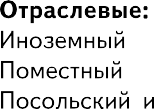 Отраслевые:
Иноземный
Поместный
Посольский и